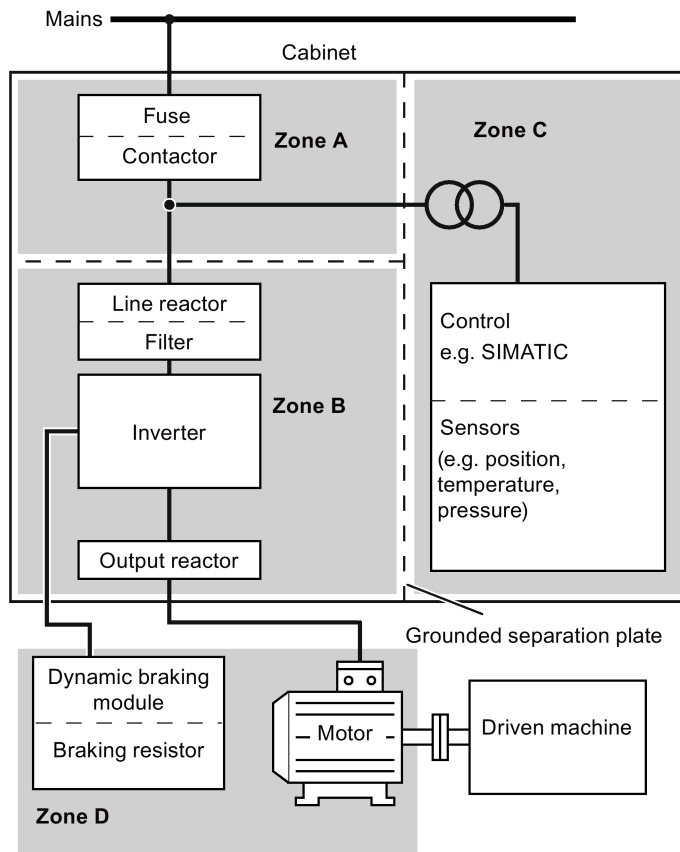 Mains
Cabinet
Fuse
Contactor
Zone A
Zone C
Line reactor
Filter
Inverter
Zone B
Output reactor
Control
e.g. SIMATIC
Sensors
(e.g. position,
temperature,
pressure)
Grounded separation plate
Dynamic braking
module
Braking resistor
Motor
Driven machine
Zone D